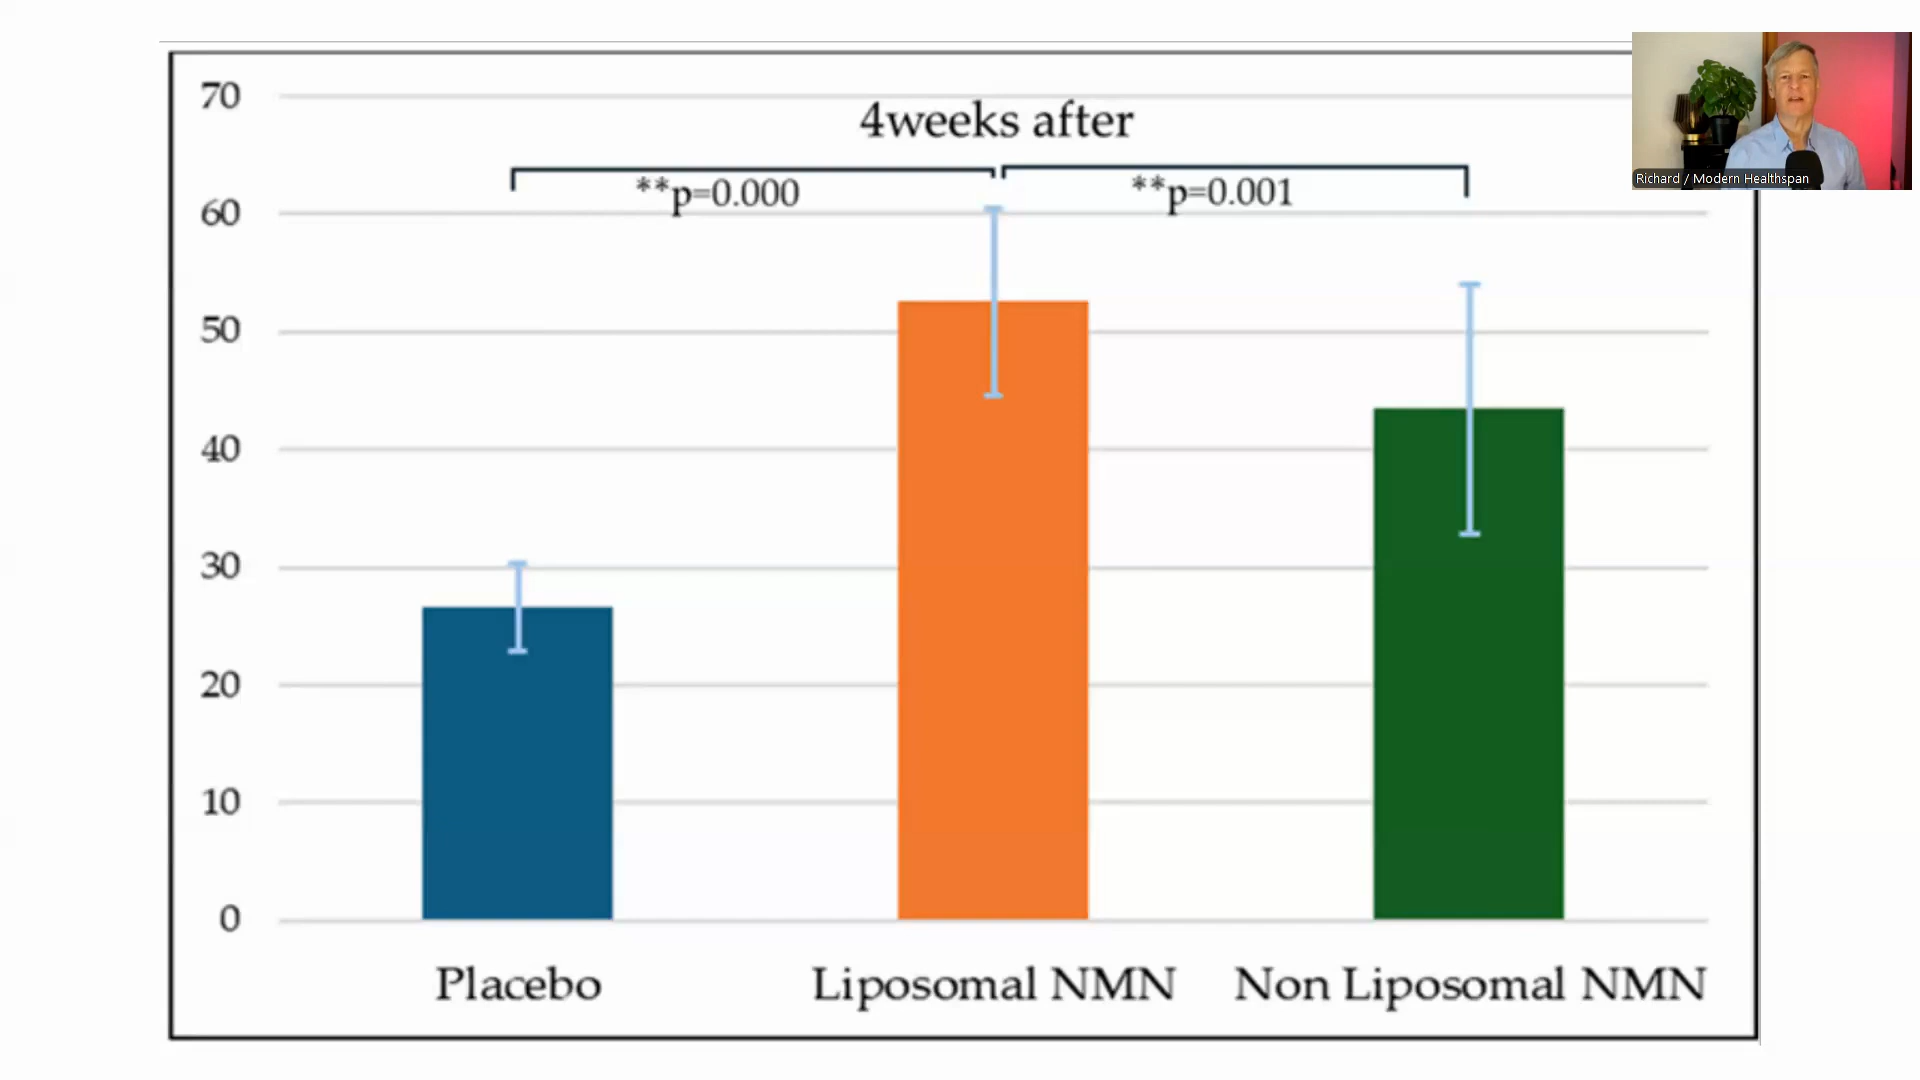 4weeks after
**p=0.000
**p=0.001
70
60
50
40
30
20
10
0
Placebo
Liposomal NMN
Non Liposomal NMN
Richard / Modern Healthspan